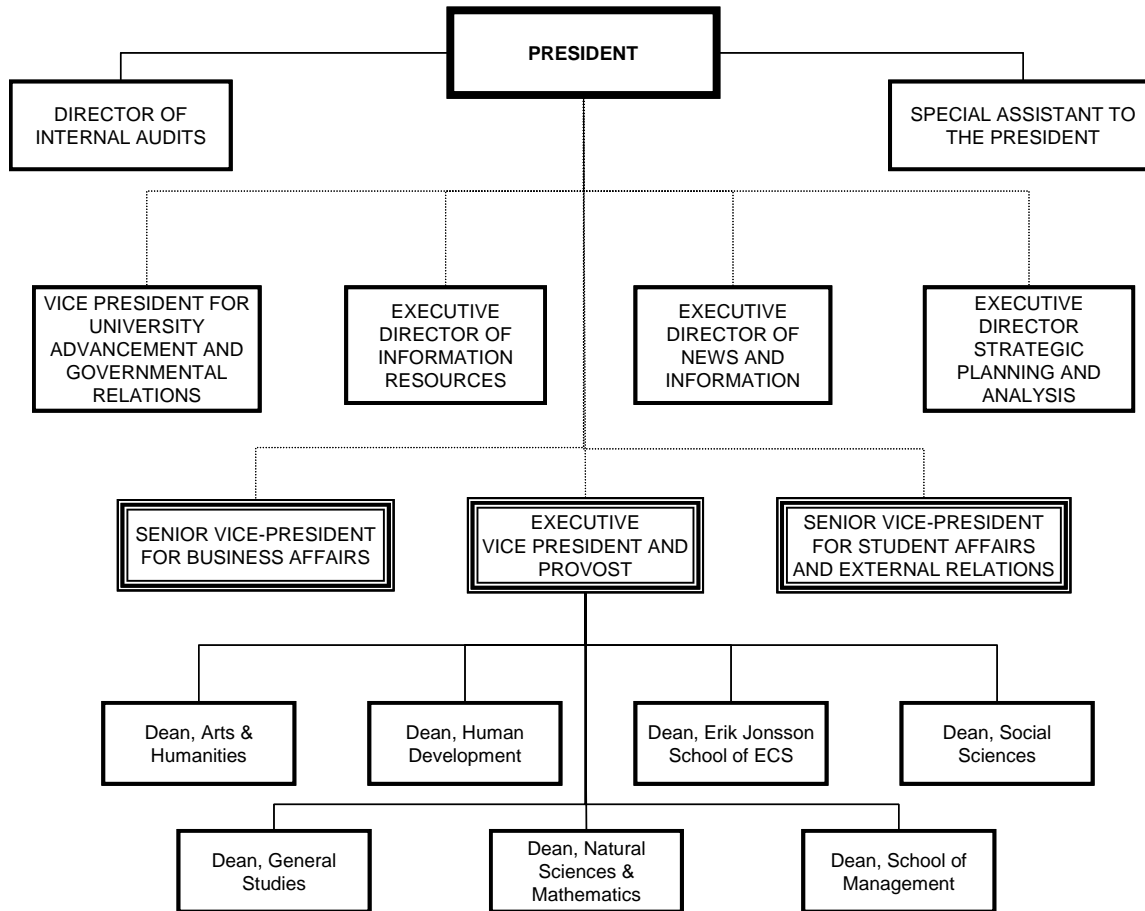 PRESIDENT
DIRECTOR OF
INTERNAL AUDITS
SPECIAL ASSISTANT TO
THE PRESIDENT
VICE PRESIDENT FOR
UNIVERSITY
ADVANCEMENT AND
GOVERNMENTAL
RELATIONS
EXECUTIVE
DIRECTOR OF
INFORMATION
RESOURCES
EXECUTIVE
DIRECTOR OF
NEWS AND
INFORMATION
EXECUTIVE
DIRECTOR
STRATEGIC
PLANNING AND
ANALYSIS
SENIOR VICE-PRESIDENT
FOR BUSINESS AFFAIRS
EXECUTIVE
VICE PRESIDENT AND
PROVOST
SENIOR VICE-PRESIDENT
FOR STUDENT AFFAIRS
AND EXTERNAL RELATIONS
Dean, Arts &
Humanities
Dean, Human
Development
Dean, Erik Jonsson
School of ECS
Dean, Social
Sciences
Dean, General
Studies
Dean, Natural
Sciences &
Mathematics
Dean, School of
Management